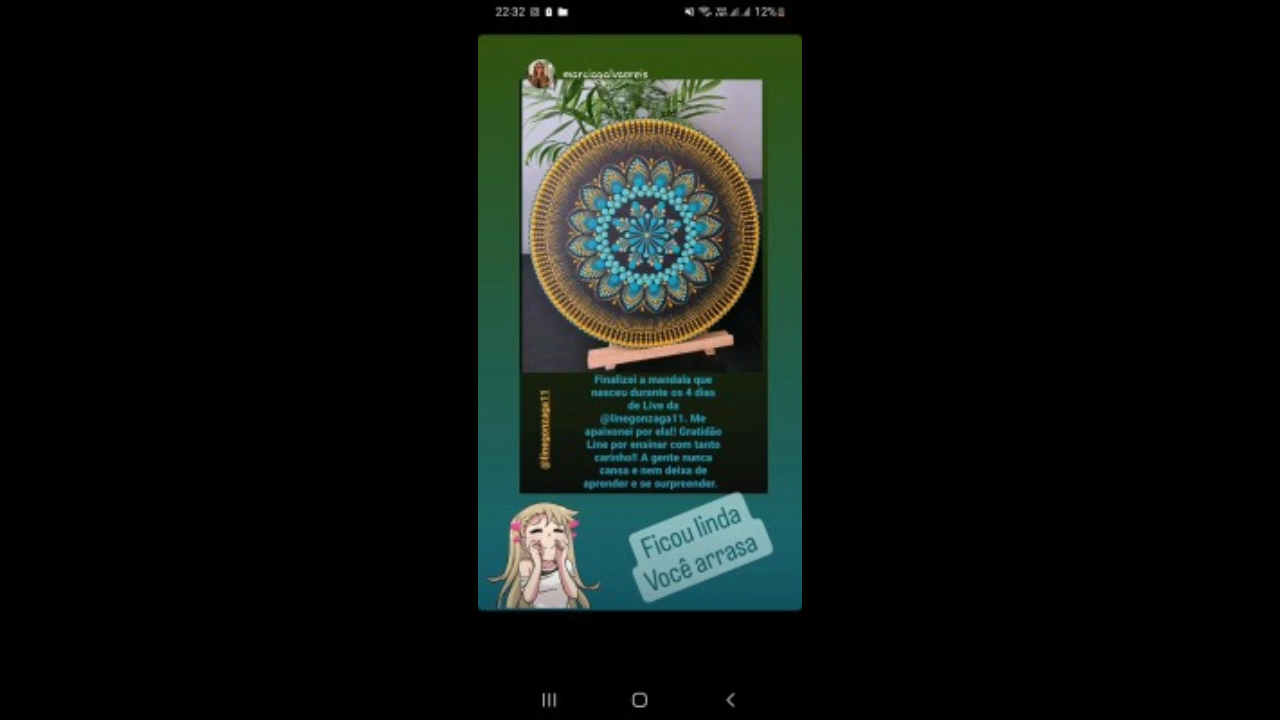 22:32
12%
@linegonzaga11
Finalizei a mandala que
nasceu durante os 4 dias
de Live da
@linegonzaga11. Me
apaixonei por ela!! Gratidão
Line por ensinar com tanto
carinho!! A gente nunca
cansa e nem deixa de
aprender e se surpreender.
Ficou linda
Você arrasa